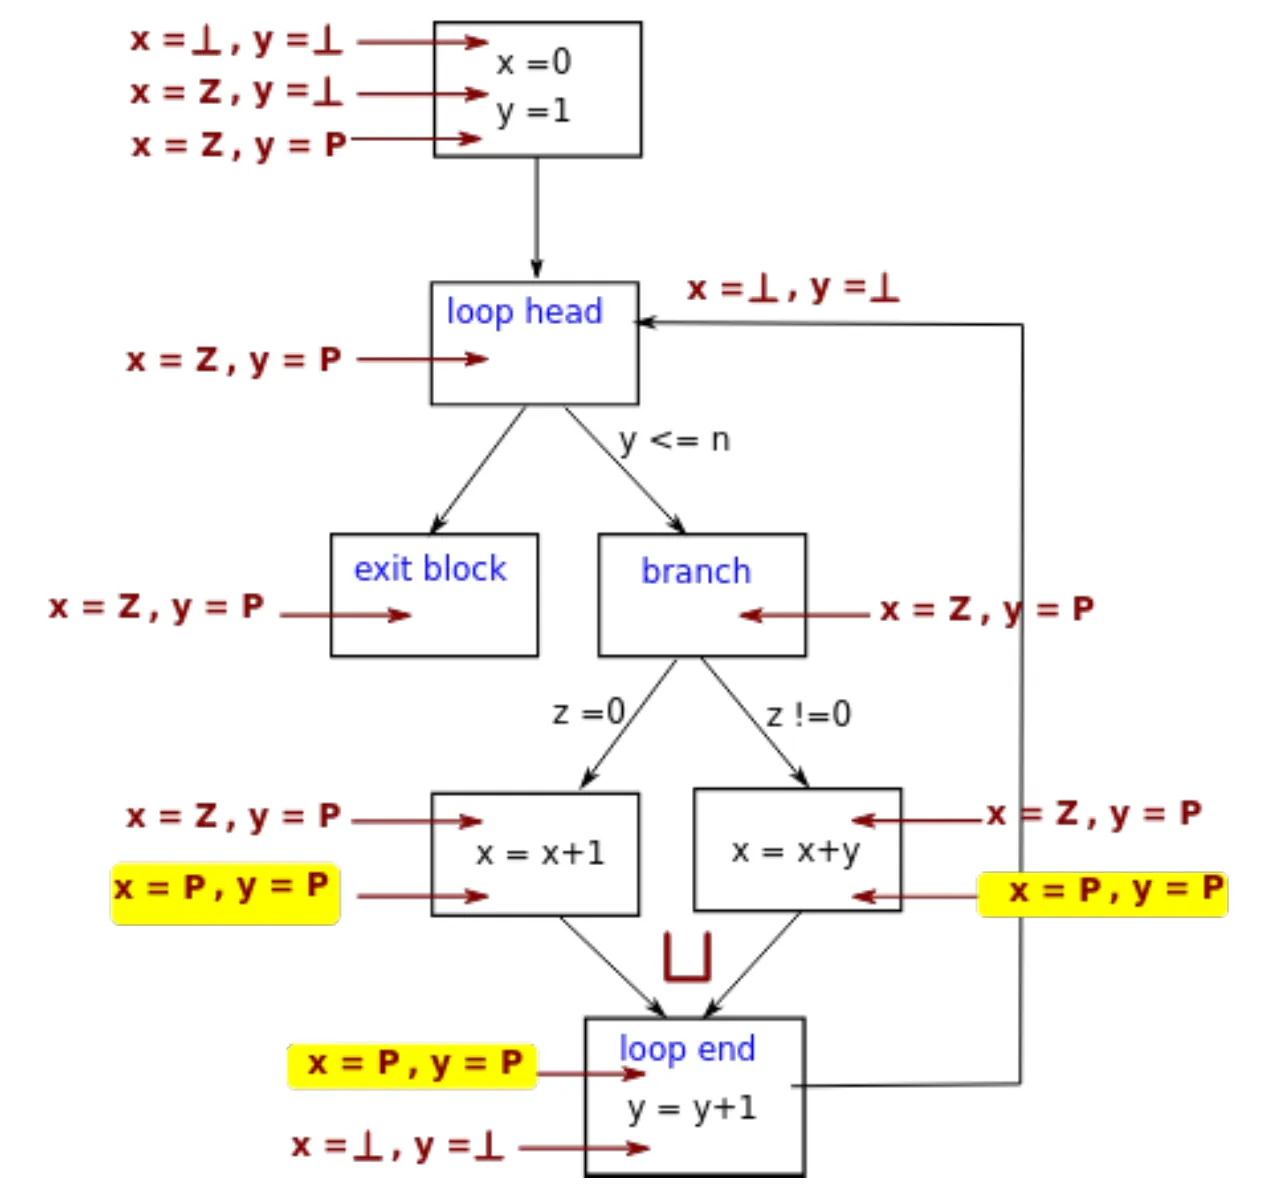 x =⊥, y =⊥
x = Z, y =⊥
x = Z, y = P
x =0
y =1
loop head
x =⊥, y =⊥
x = Z, y = P
y <= n
exit block
branch
x = Z, y = P
x = Z, y = P
z =0
z !=0
x = Z, y = P
x = P, y = P
x = x+1
x = x+y
x = Z, y = P
x = P, y = P
⊔
loop end
x = P, y = P
y = y+1
x =⊥, y =⊥